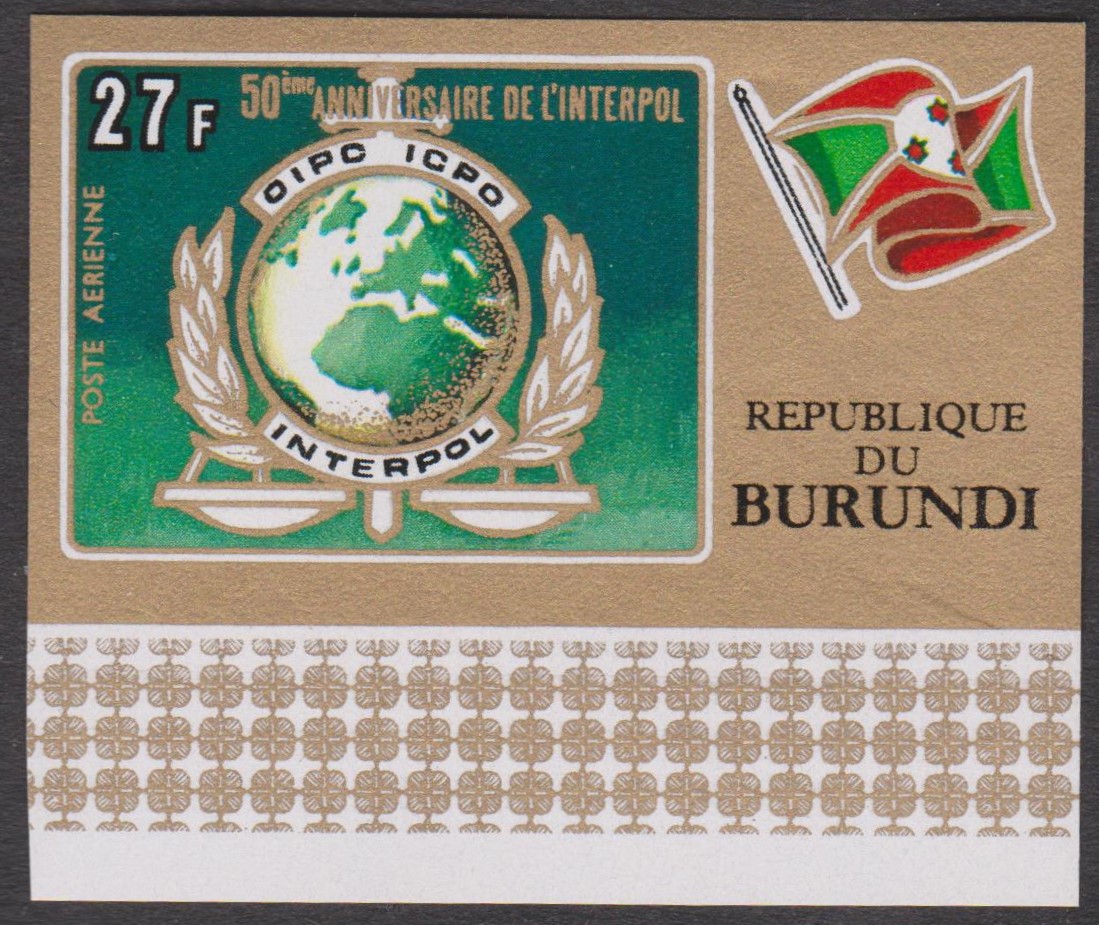 27 F
50ème ANNIVERSAIRE DE L'INTERPOL
OIPC ICPO
POSTE AERIENNE
INTERPOL
REPUBLIQUE
DU
BURUNDI